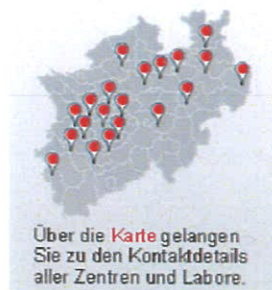 Über die Karte gelangen
Sie zu den Kontaktdetails
aller Zentren und Labore.